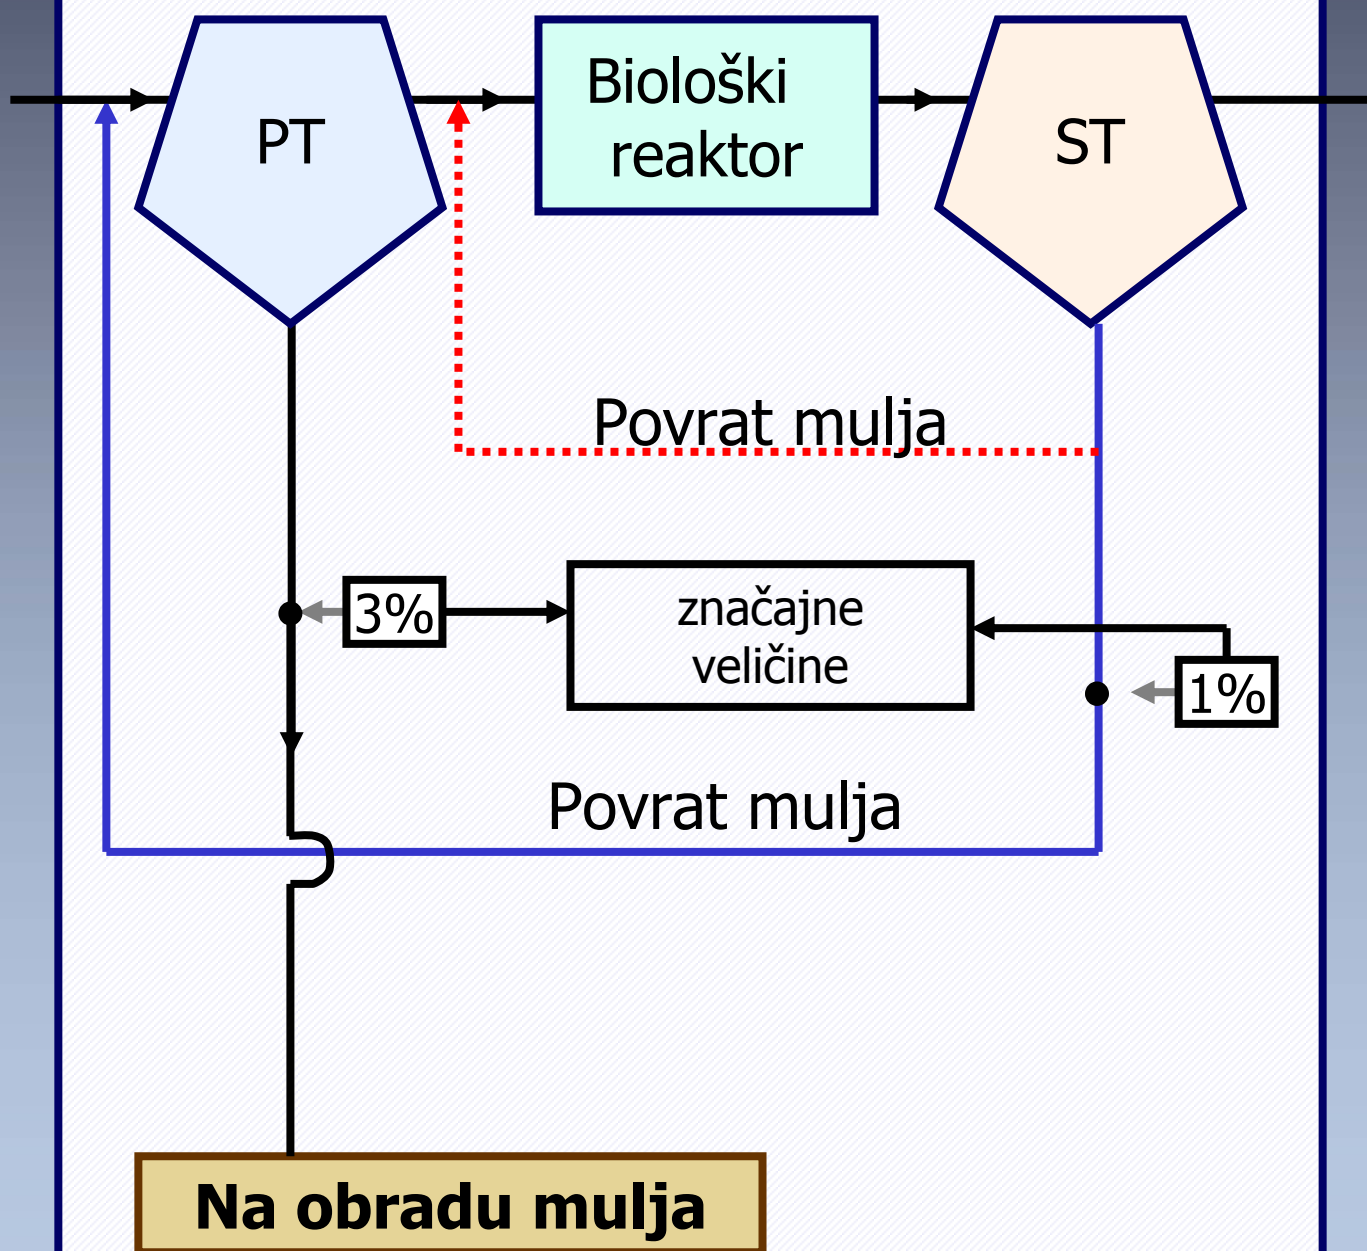 PT
Biološki
reaktor
ST
Povrat mulja
3%
značajne
veličine
1%
Povrat mulja
Na obradu mulja